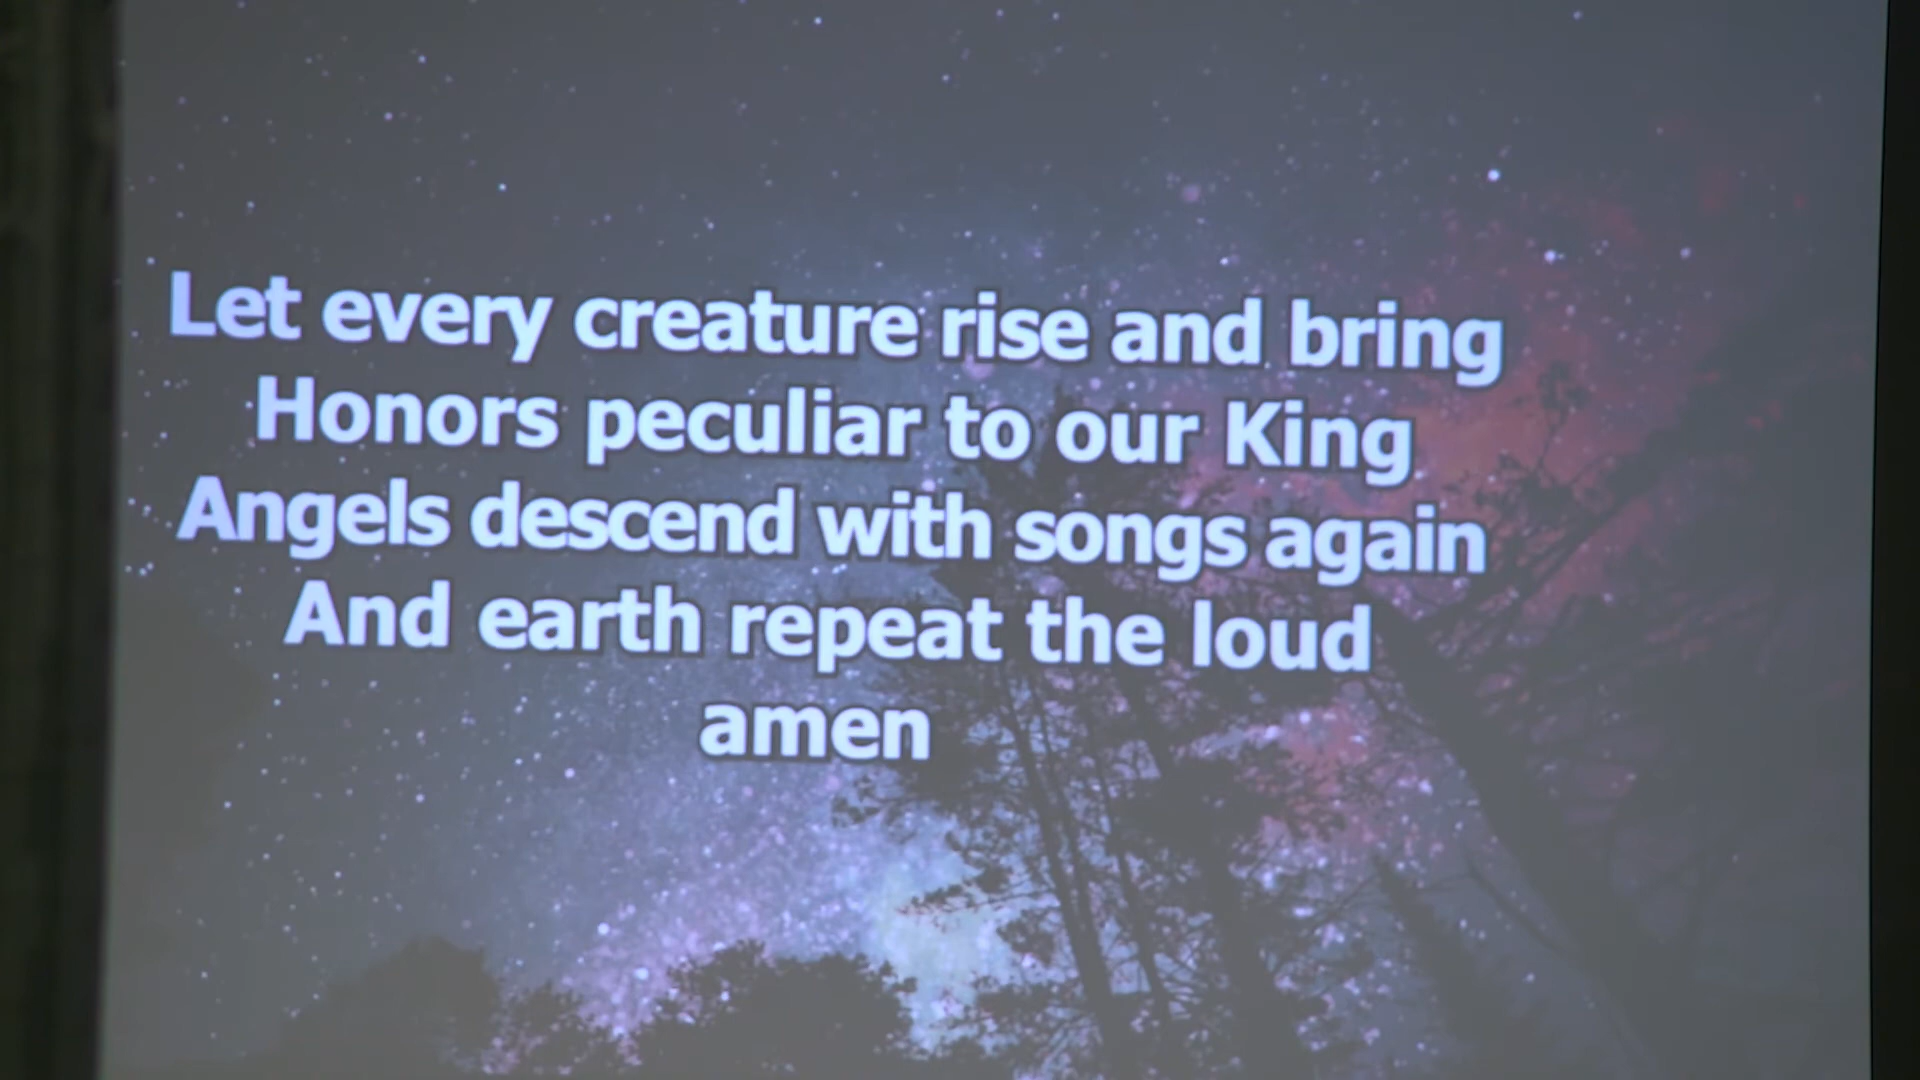 Let every creature rise and bring
Honors peculiar to our King
Angels descend with songs again
And earth repeat the loud
amen